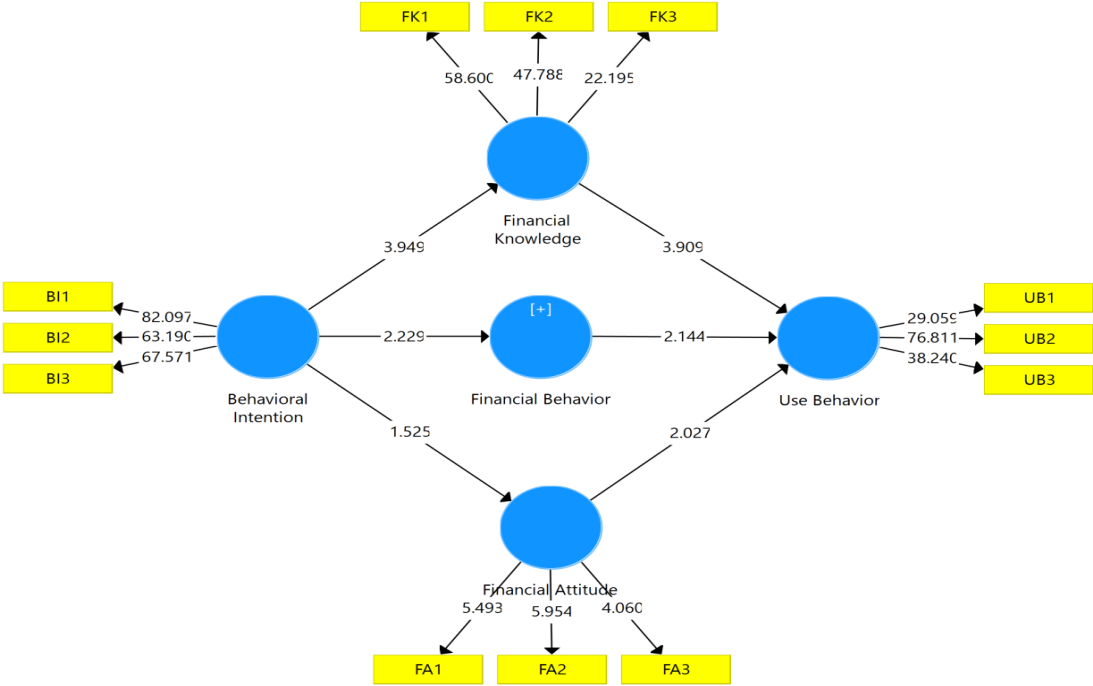 FK1 FK2 FK3
58.600 47.788 22.195
Financial
Knowledge
3.949 3.909
BI1
BI2
BI3
82.097
63.190
67.571
Behavioral
Intention
2.229
[+]
Financial Behavior
2.144
Use Behavior
29.059
76.811
38.240
UB1
UB2
UB3
1.525 2.027
Financial Attitude
5.493 5.954 4.060
FA1 FA2 FA3